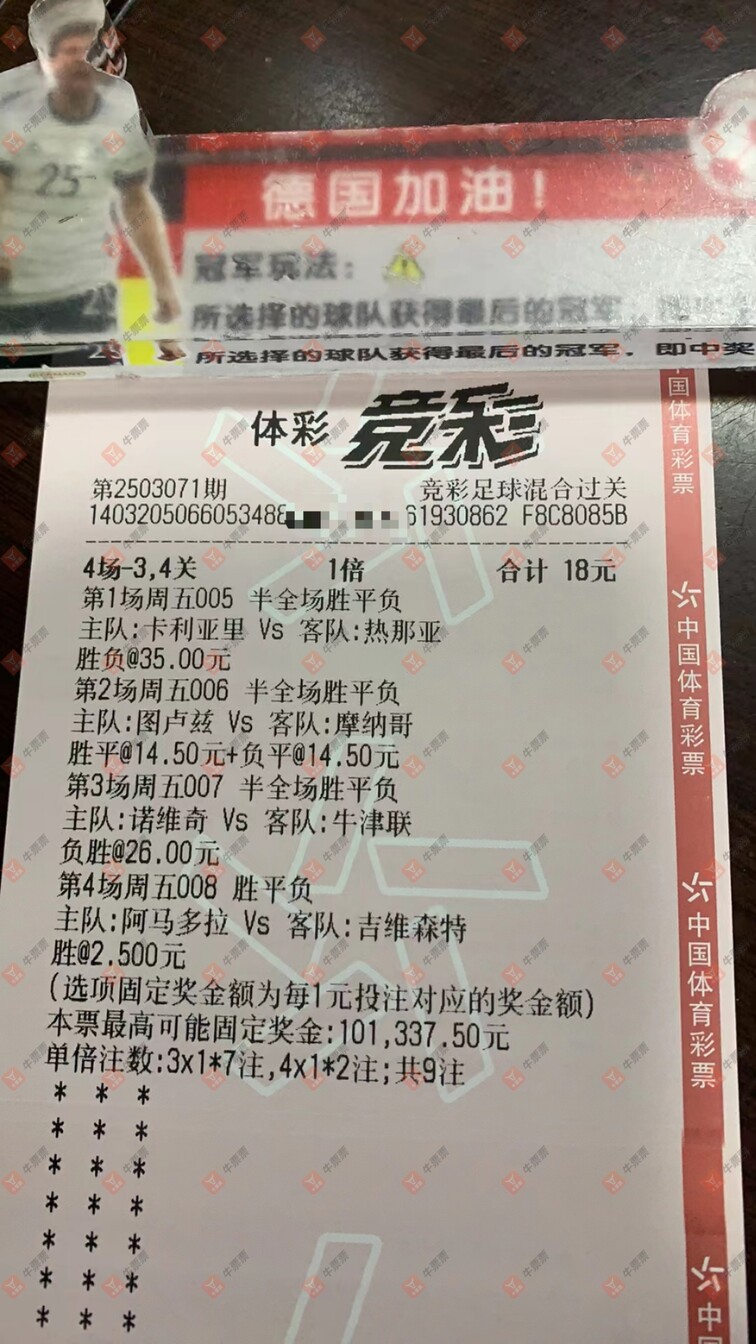 25
德国加油！
冠军玩法：
所选择的球队获得最后的冠军，
所选择的球队获得最后的冠军，即中奖
体彩 竞彩
第2503071期 竞彩足球混合过关
1403205066053488 61930862 F8C8085B
4场-3,4关 1倍 合计 18元
第1场周五005 半全场胜平负
主队:卡利亚里 Vs 客队:热那亚
胜负@35.00元
第2场周五006 半全场胜平负
主队:图卢兹 Vs 客队:摩纳哥
胜平@14.50元+负平@14.50元
第3场周五007 半全场胜平负
主队:诺维奇 Vs 客队:牛津联
负胜@26.00元
第4场周五008 胜平负
主队:阿马多拉 Vs 客队:吉维森特
胜@2.500元
(选项固定奖金额为每1元投注对应的奖金额)
本票最高可能固定奖金:101,337.50元
单倍注数:3x1*7注,4x1*2注;共9注
* * *
* * *
* * *
* * *
* * *
* * *
* * *
中国体育彩票
中国体育彩票
中国体育彩票
中国
牛票票